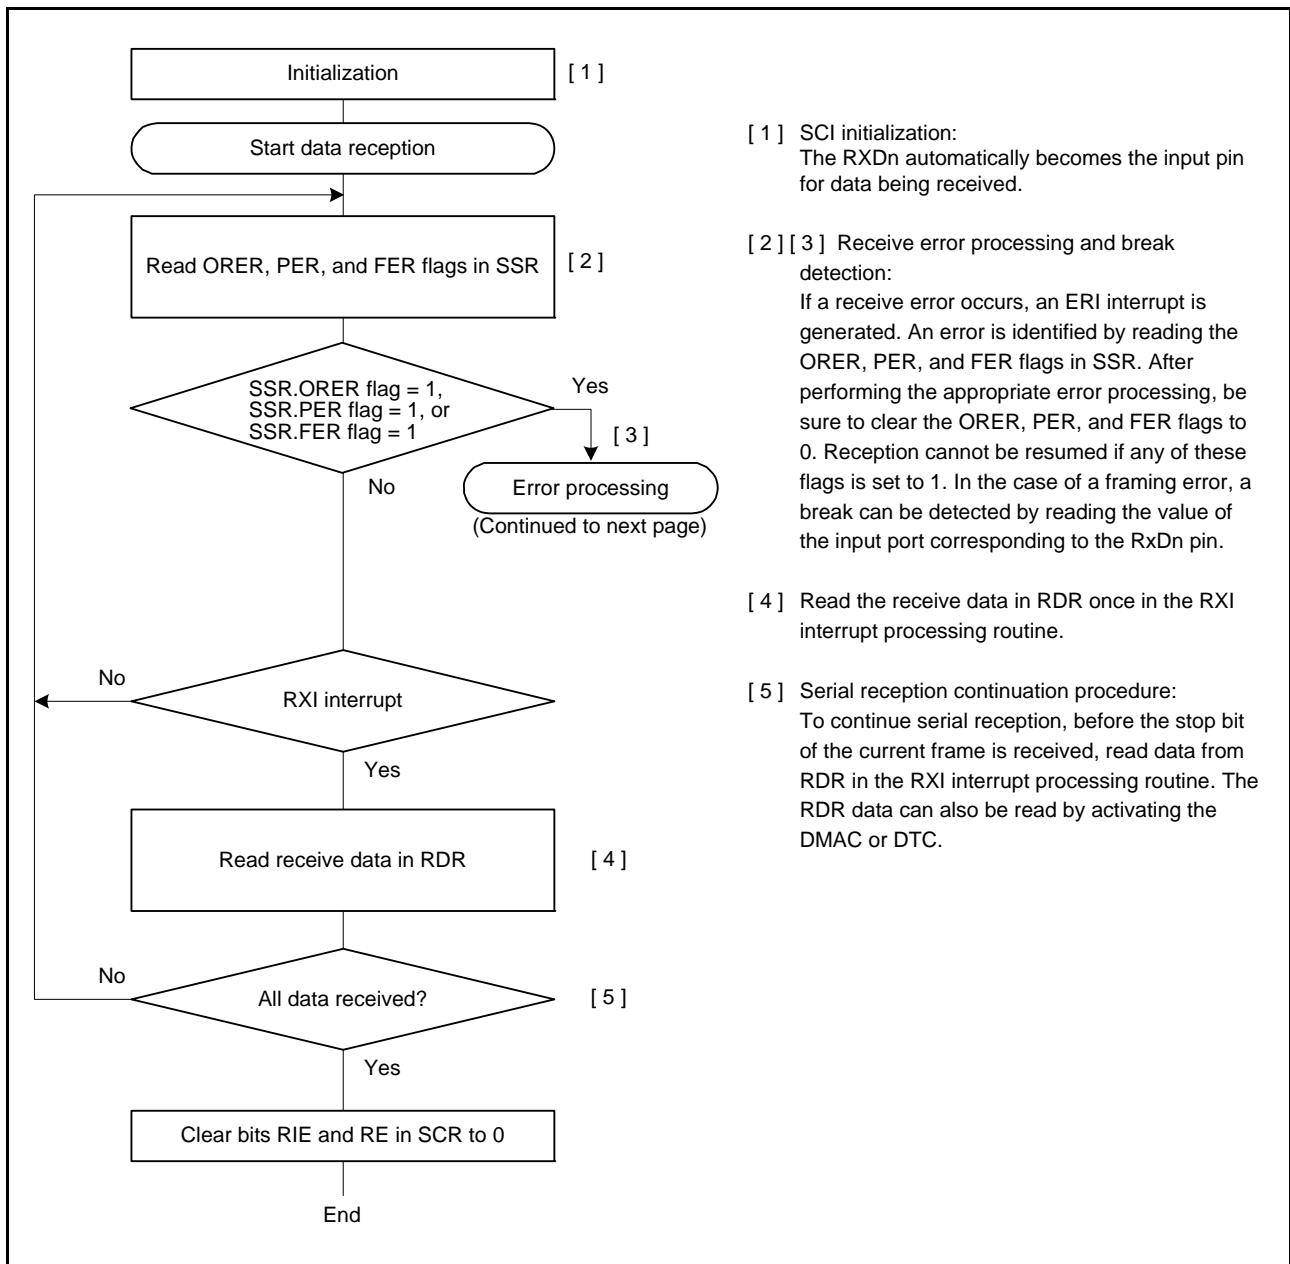 Initialization
[ 1 ]
Start data reception
Read ORER, PER, and FER flags in SSR
[ 2 ]
SSR.ORER flag = 1,
SSR.PER flag = 1, or
SSR.FER flag = 1
Yes
[ 3 ]
No
Error processing
(Continued to next page)
No
RXI interrupt
Yes
Read receive data in RDR
[ 4 ]
No
All data received?
[ 5 ]
Yes
Clear bits RIE and RE in SCR to 0
End
[ 1 ] SCI initialization:
The RXDn automatically becomes the input pin
for data being received.
[ 2 ] [ 3 ] Receive error processing and break
detection:
If a receive error occurs, an ERI interrupt is
generated. An error is identified by reading the
ORER, PER, and FER flags in SSR. After
performing the appropriate error processing, be
sure to clear the ORER, PER, and FER flags to
0. Reception cannot be resumed if any of these
flags is set to 1. In the case of a framing error, a
break can be detected by reading the value of
the input port corresponding to the RxDn pin.
[ 4 ] Read the receive data in RDR once in the RXI
interrupt processing routine.
[ 5 ] Serial reception continuation procedure:
To continue serial reception, before the stop bit
of the current frame is received, read data from
RDR in the RXI interrupt processing routine. The
RDR data can also be read by activating the
DMAC or DTC.